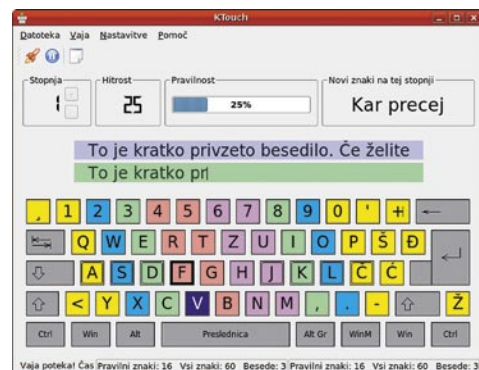 KTouch
Datoteka Vaja Nastavitve Pomoč
Stopnja Hitrost Pravilnost Novi znaki na tej stopnji
1 25 25% Kar precej
To je kratko privzeto besedilo. Če želite
To je kratko pr
¸ 1 2 3 4 5 6 7 8 9 0 ' +
Q W E R T Z U I O P Š Đ
A S D F G H J K L Č Ć
< Y X C V B N M , . - Ž
Ctrl Win Alt Preslednica Alt Gr WinM Win Ctrl
Vaja poteka! Čas Pravilni znaki: 16 Vsi znaki: 60 Besede: 3 Pravilni znaki: 16 Vsi znaki: 60 Besede: 3